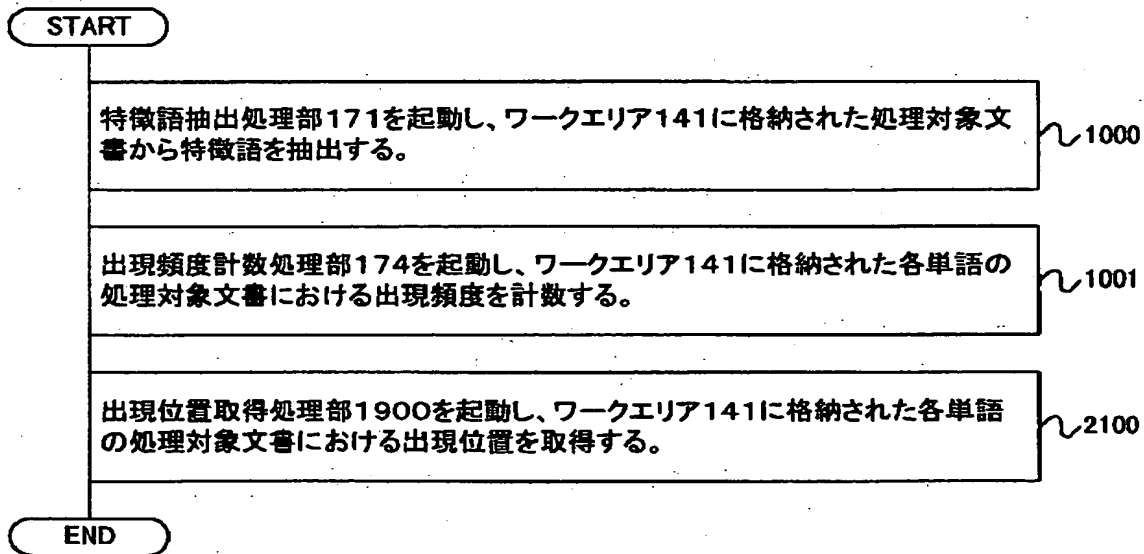 START
特徴語抽出処理部171を起動し、ワークエリア141に格納された処理対象文
書から特徴語を抽出する。
1000
出現頻度計数処理部174を起動し、ワークエリア141に格納された各単語の
処理対象文書における出現頻度を計数する。
1001
出現位置取得処理部1900を起動し、ワークエリア141に格納された各単語
の処理対象文書における出現位置を取得する。
2100
END